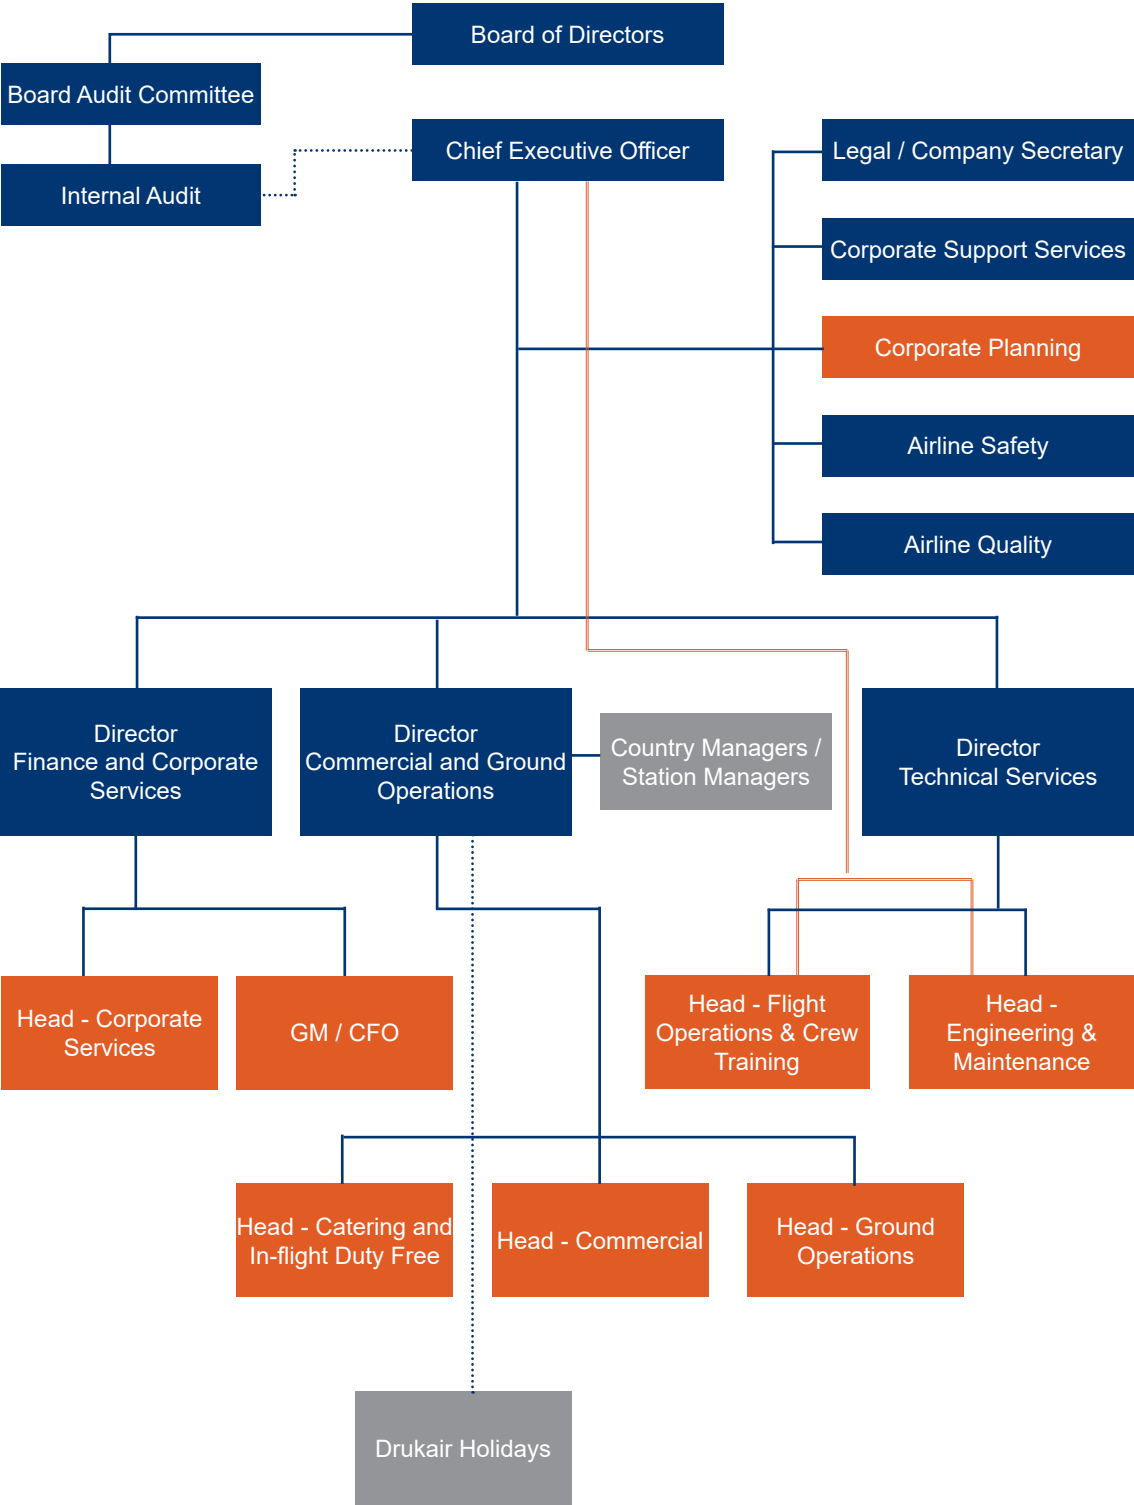 Board of Directors
Board Audit Committee
Chief Executive Officer
Legal / Company Secretary
Internal Audit
Corporate Support Services
Corporate Planning
Airline Safety
Airline Quality
Director
Finance and Corporate
Services
Director
Commercial and Ground
Operations
Country Managers /
Station Managers
Director
Technical Services
Head - Corporate
Services
GM / CFO
Head - Flight
Operations & Crew
Training
Head -
Engineering &
Maintenance
Head - Catering and
In-flight Duty Free
Head - Commercial
Head - Ground
Operations
Drukair Holidays